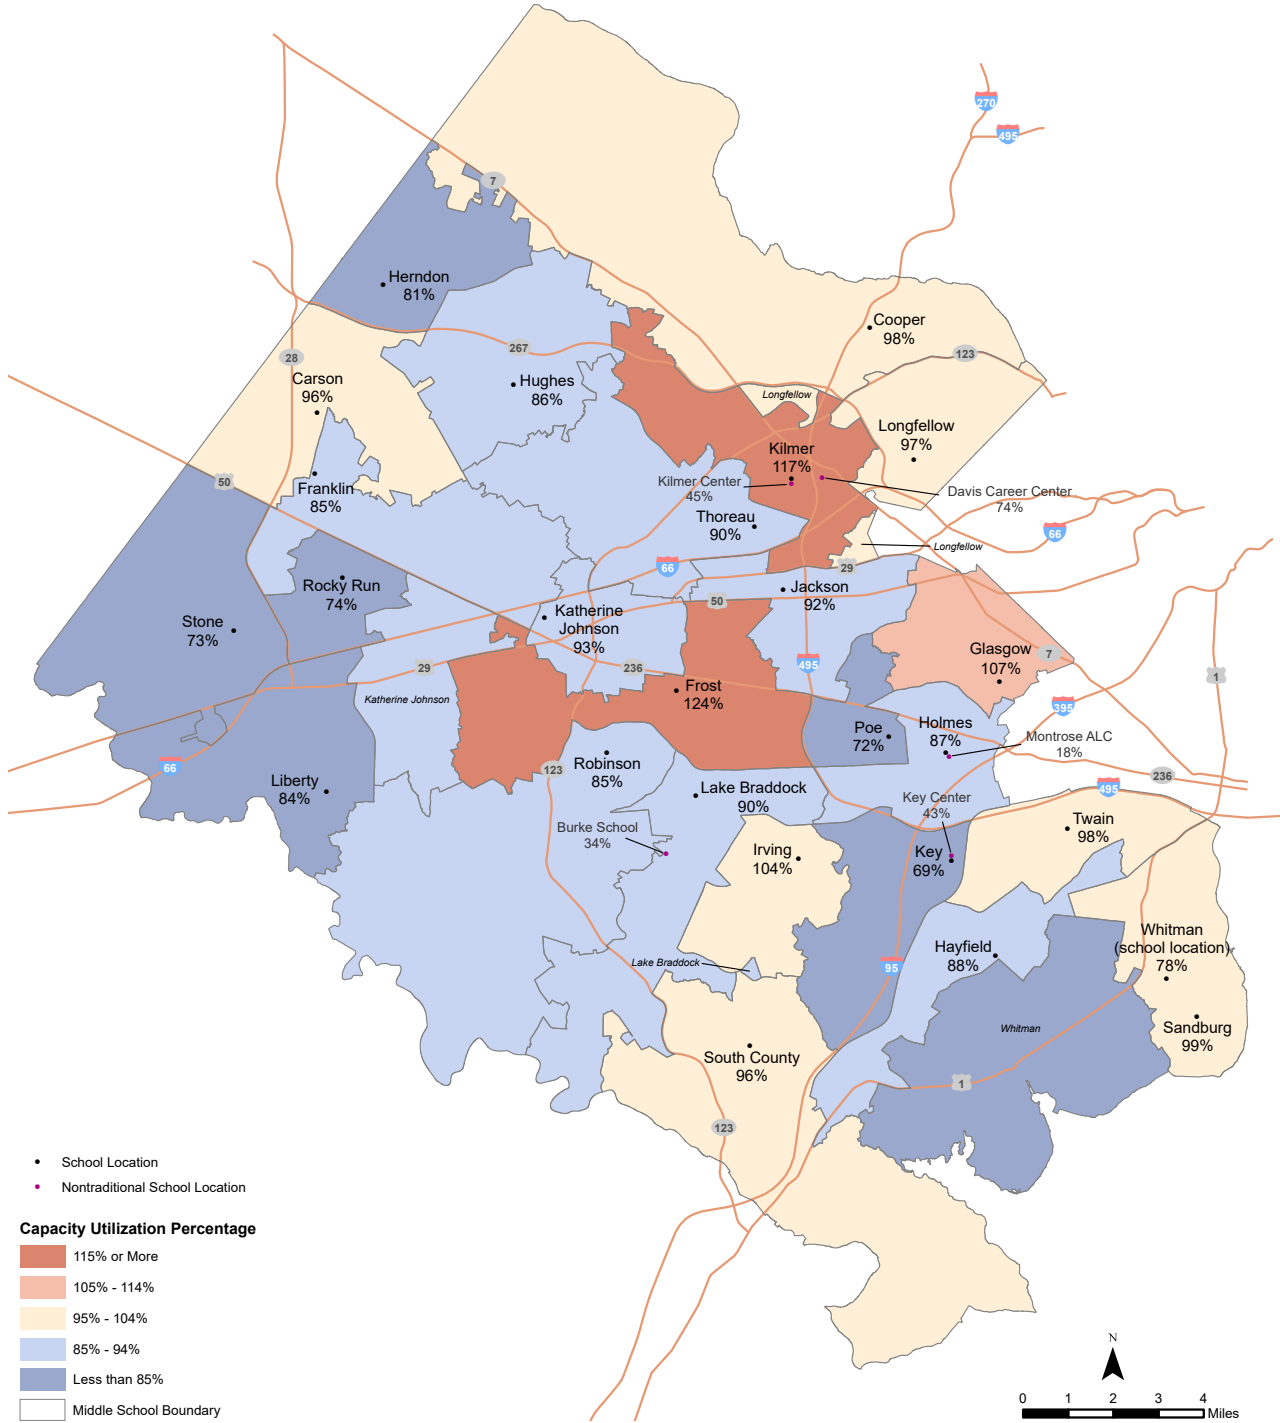 270
495
7
Herndon
81%
Cooper
98%
28
267
123
Carson
96%
Hughes
86%
Longfellow
Longfellow
97%
Kilmer
117%
50
Franklin
85%
Kilmer Center
45%
Davis Career Center
74%
Thoreau
90%
66
Longfellow
66
29
Rocky Run
74%
Jackson
92%
50
Katherine
Johnson
93%
Stone
73%
Glasgow
107%
7
29
236
495
1
Katherine Johnson
Frost
124%
395
Poe
72%
Holmes
87%
Montrose ALC
18%
66
123
Robinson
85%
236
Liberty
84%
Lake Braddock
90%
495
Key Center
43%
Burke School
34%
Twain
98%
Irving
104%
Key
69%
Whitman
(school location)
78%
Hayfield
88%
Lake Braddock
95
Whitman
Sandburg
99%
South County
96%
1
123
School Location
Nontraditional School Location
Capacity Utilization Percentage
115% or More
105% - 114%
95% - 104%
85% - 94%
Less than 85%
Middle School Boundary
N
0 1 2 3 4
Miles